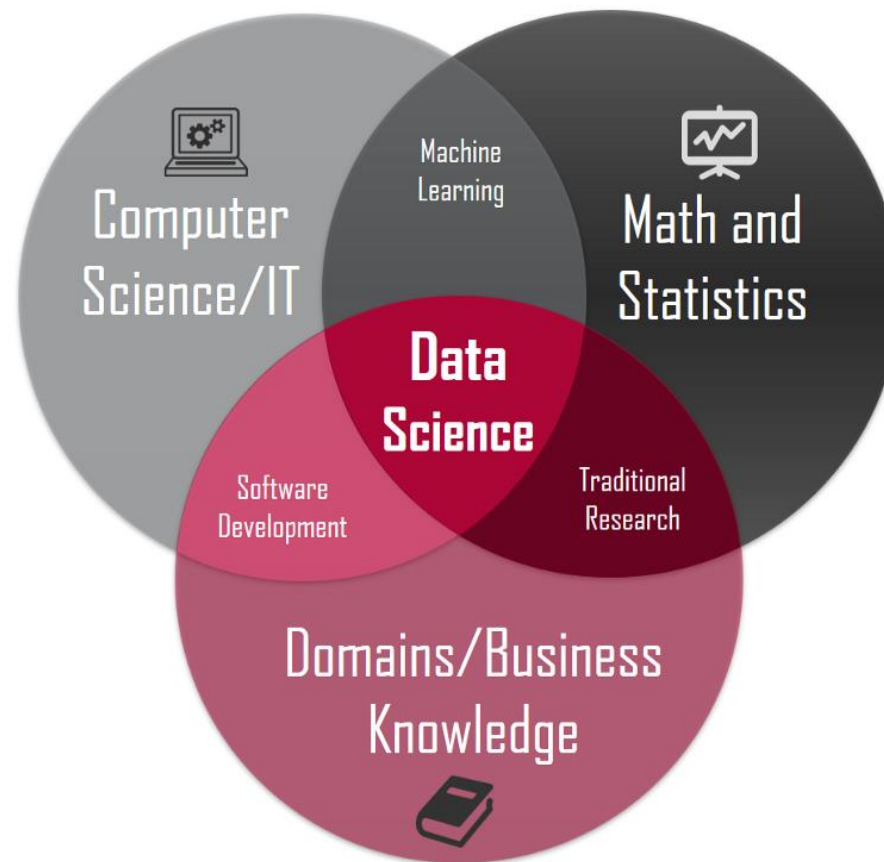 Machine
Learning
Computer
Science/IT
Math and
Statistics
Data
Science
Software
Development
Traditional
Research
Domains/Business
Knowledge